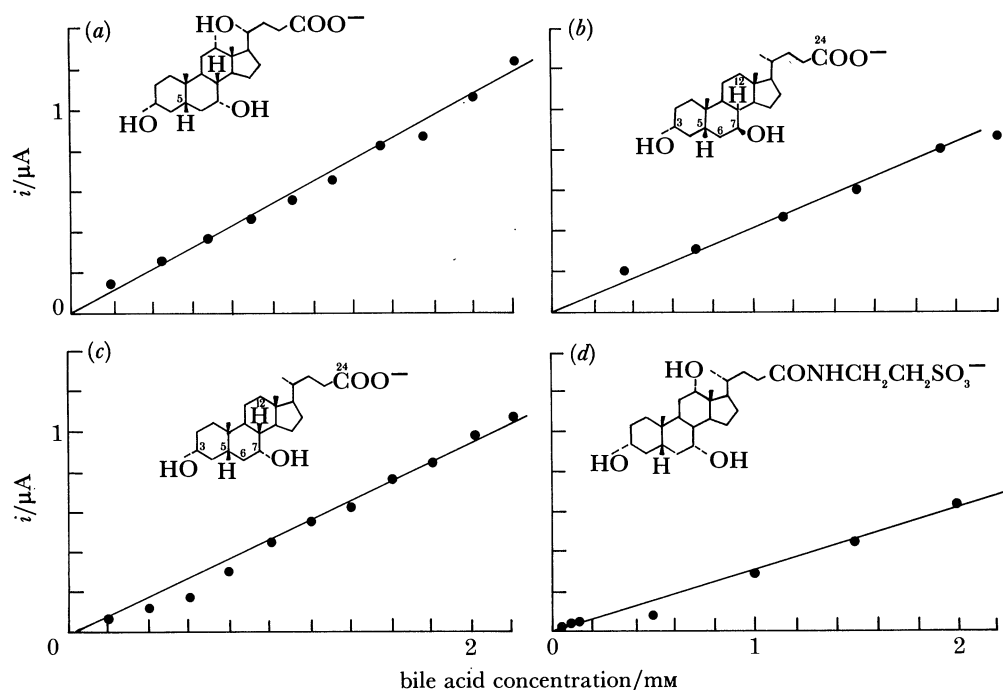 (a)
HO
COO−
H
5
HO
H
OH
1
i/μA
0
(b)
24
COO−
12
H
3
5
6
7
HO
H
OH
(c)
24
COO−
12
H
3
5
6
7
HO
H
OH
1
i/μA
0
2
(d)
HO
CONHCH2CH2SO3−
HO
H
OH
1
2
bile acid concentration/mM